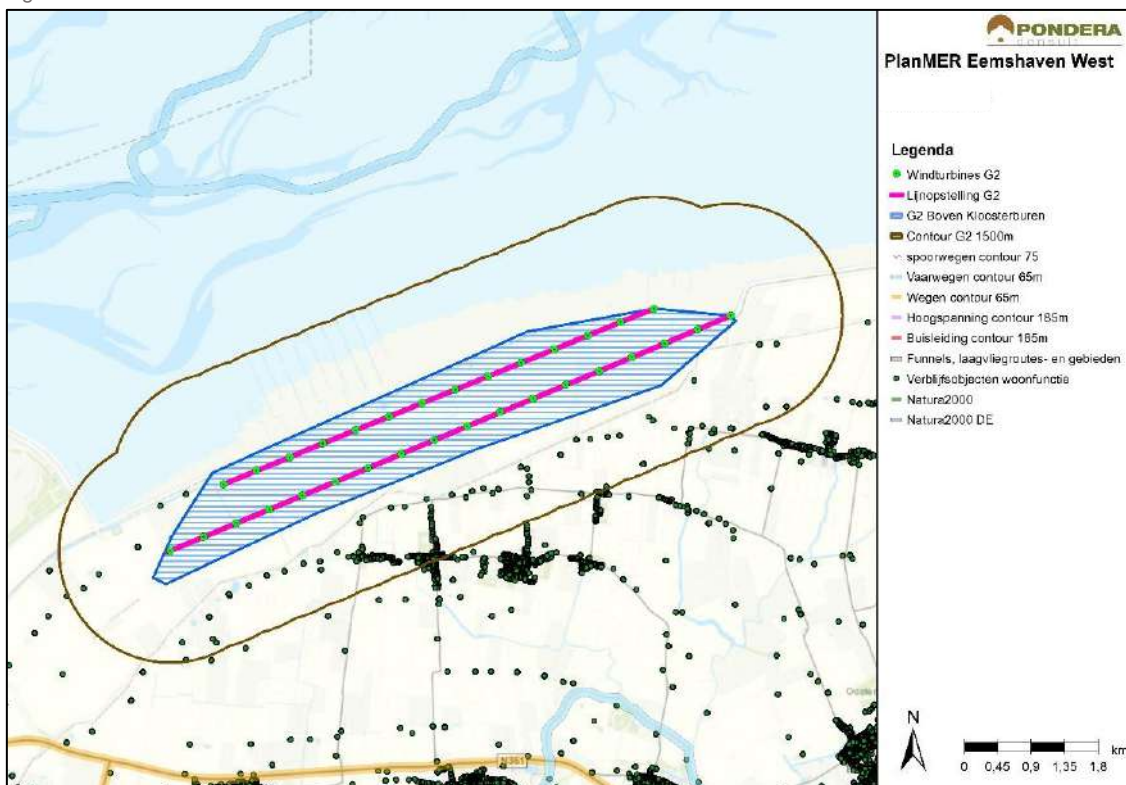 PONDERA
consult
PlanMER Eemshaven West
Legenda
Windturbines G2
Lijnopstelling G2
G2 Boven Kloosterburen
Contour G2 1500m
spoorwegen contour 75
Vaarwegen contour 65m
Wegen contour 65m
Hoogspanning contour 185m
Buisleiding contour 185m
Funnels, laagvliegroutes- en gebieden
Verblijfsobjecten woonfunctie
Natura2000
Natura2000 DE
N361
N
km
0 0,45 0,9 1,35 1,8